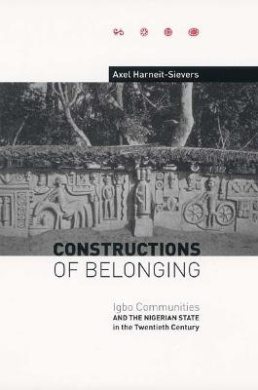 Axel Harneit-Sievers
CONSTRUCTIONS
OF BELONGING
Igbo Communities
AND THE NIGERIAN STATE
in the Twentieth Century